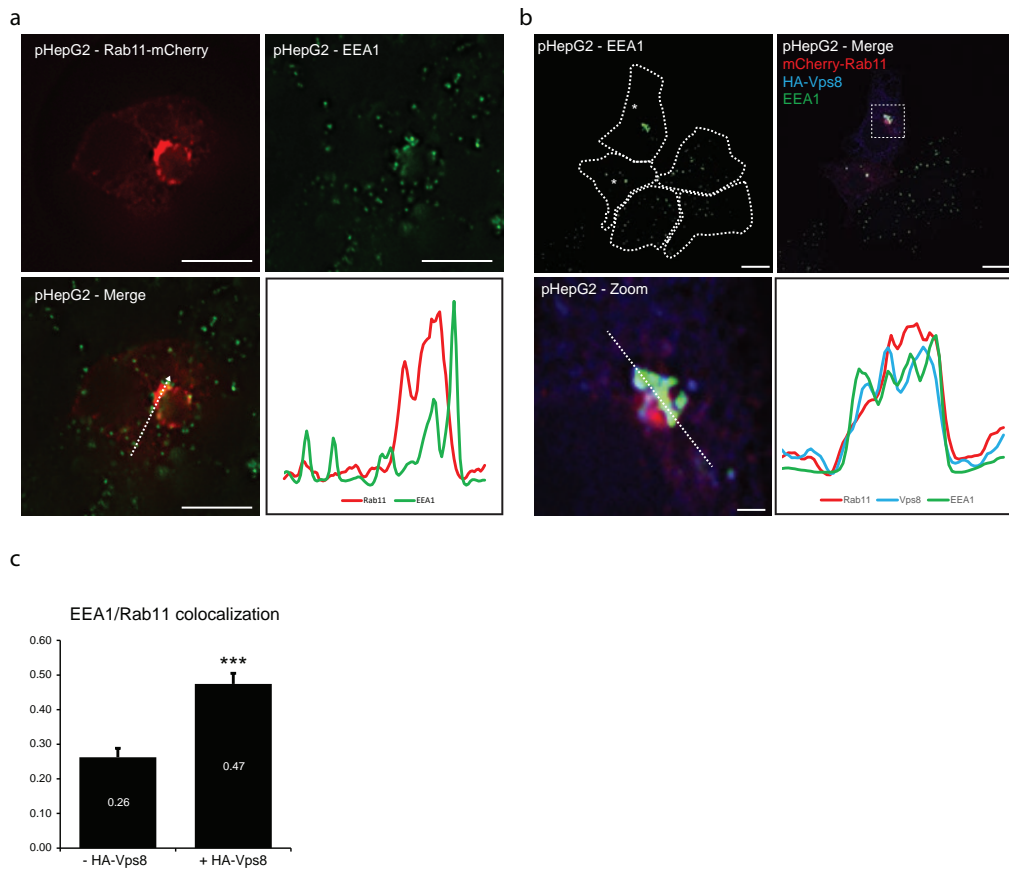 a
pHepG2 - Rab11-mCherry
pHepG2 - EEA1
pHepG2 - Merge
Rab11
EEA1
b
pHepG2 - EEA1
*
*
pHepG2 - Merge
mCherry-Rab11
HA-Vps8
EEA1
pHepG2 - Zoom
Rab11
Vps8
EEA1
c
EEA1/Rab11 colocalization
0.60
0.50
0.40
0.30
0.20
0.10
0.00
***
0.26
0.47
- HA-Vps8
+ HA-Vps8